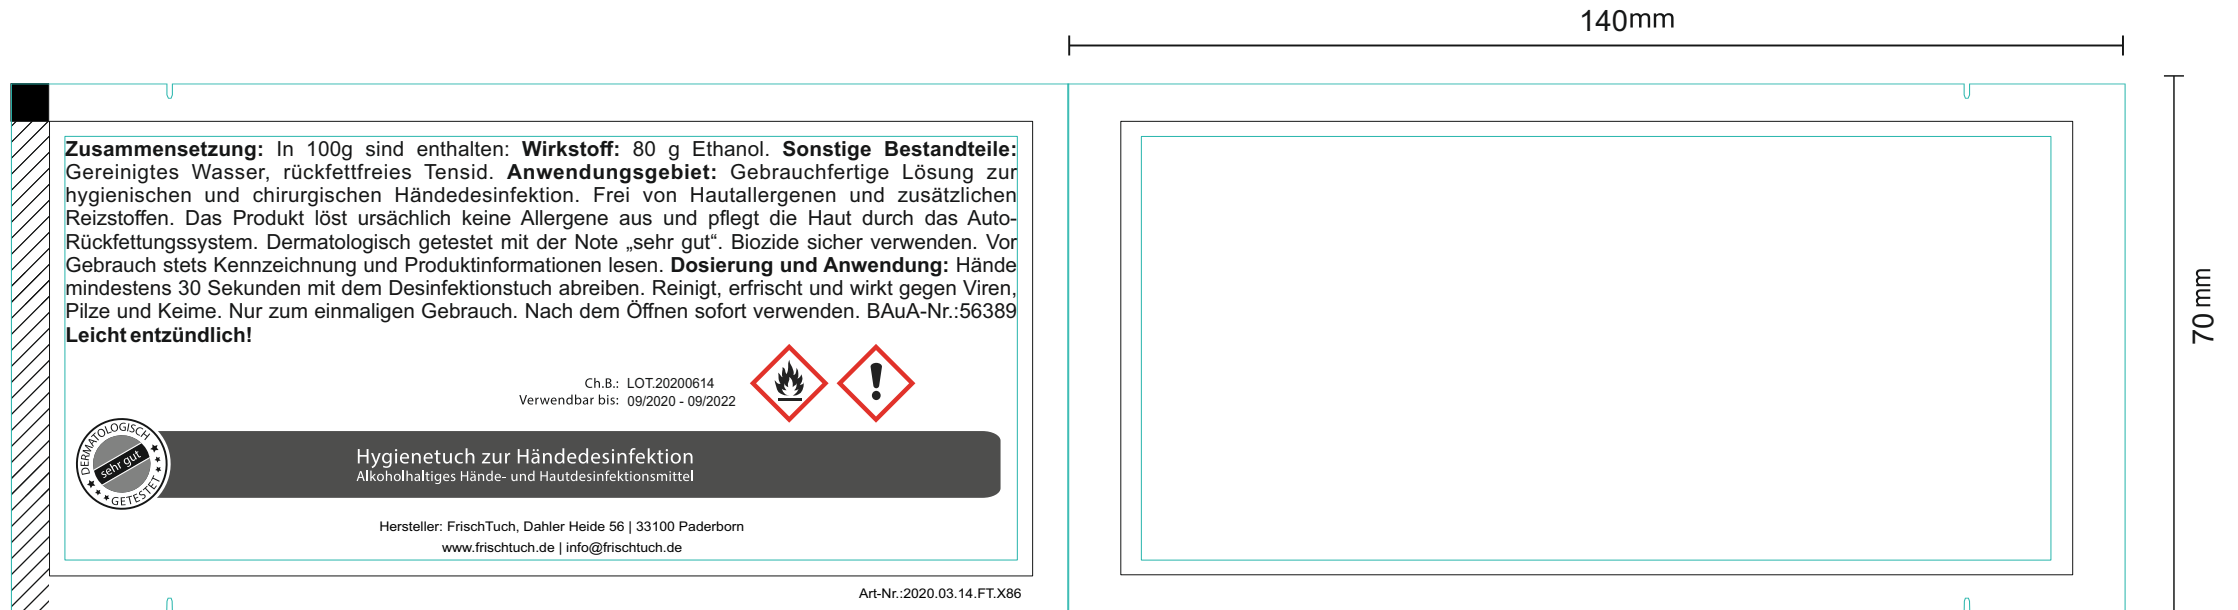 140mm
Zusammensetzung: In 100g sind enthalten: Wirkstoff: 80 g Ethanol. Sonstige Bestandteile:
Gereinigtes Wasser, rückfettfreies Tensid. Anwendungsgebiet: Gebrauchfertige Lösung zur
hygienischen und chirurgischen Händedesinfektion. Frei von Hautallergenen und zusätzlichen
Reizstoffen. Das Produkt löst ursächlich keine Allergene aus und pflegt die Haut durch das Auto-
Rückfettungssystem. Dermatologisch getestet mit der Note „sehr gut“. Biozide sicher verwenden. Vor
Gebrauch stets Kennzeichnung und Produktinformationen lesen. Dosierung und Anwendung: Hände
mindestens 30 Sekunden mit dem Desinfektionstuch abreiben. Reinigt, erfrischt und wirkt gegen Viren,
Pilze und Keime. Nur zum einmaligen Gebrauch. Nach dem Öffnen sofort verwenden. BAuA-Nr.:56389
Leicht entzündlich!
70 mm
Ch.B.: LOT.20200614
Verwendbar bis: 09/2020 - 09/2022
DERMATOLOGISCH
sehr gut
GETESTET
Hygienetuch zur Händedesinfektion
Alkoholhaltiges Hände- und Hautdesinfektionsmittel
Hersteller: FrischTuch, Dahler Heide 56 | 33100 Paderborn
www.frischtuch.de | info@frischtuch.de
Art-Nr.:2020.03.14.FT.X86